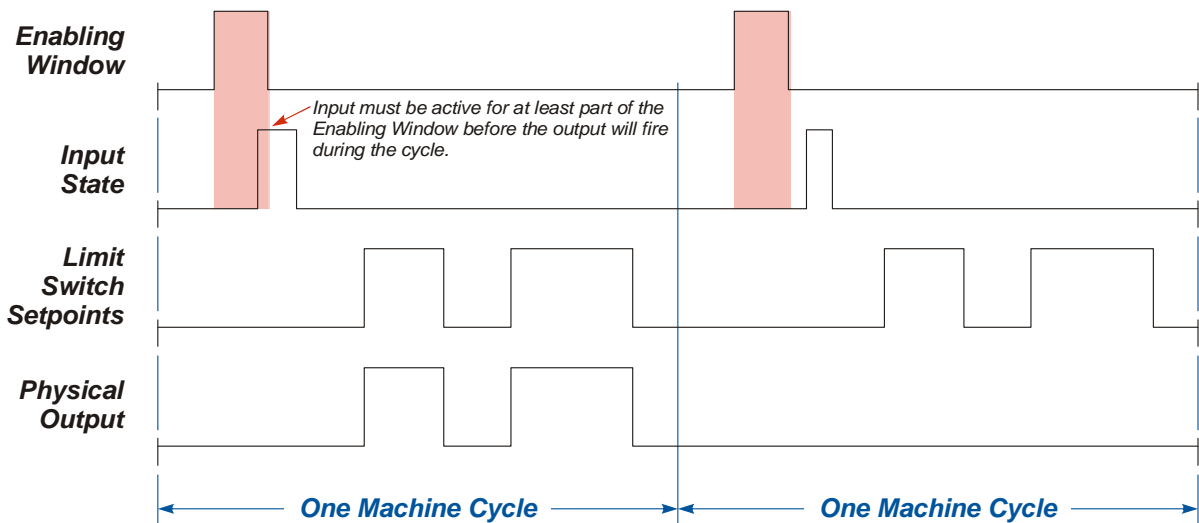 Enabling
Window
Input must be active for at least part of the
Enabling Window before the output will fire
during the cycle.
Input
State
Limit
Switch
Setpoints
Physical
Output
One Machine Cycle
One Machine Cycle